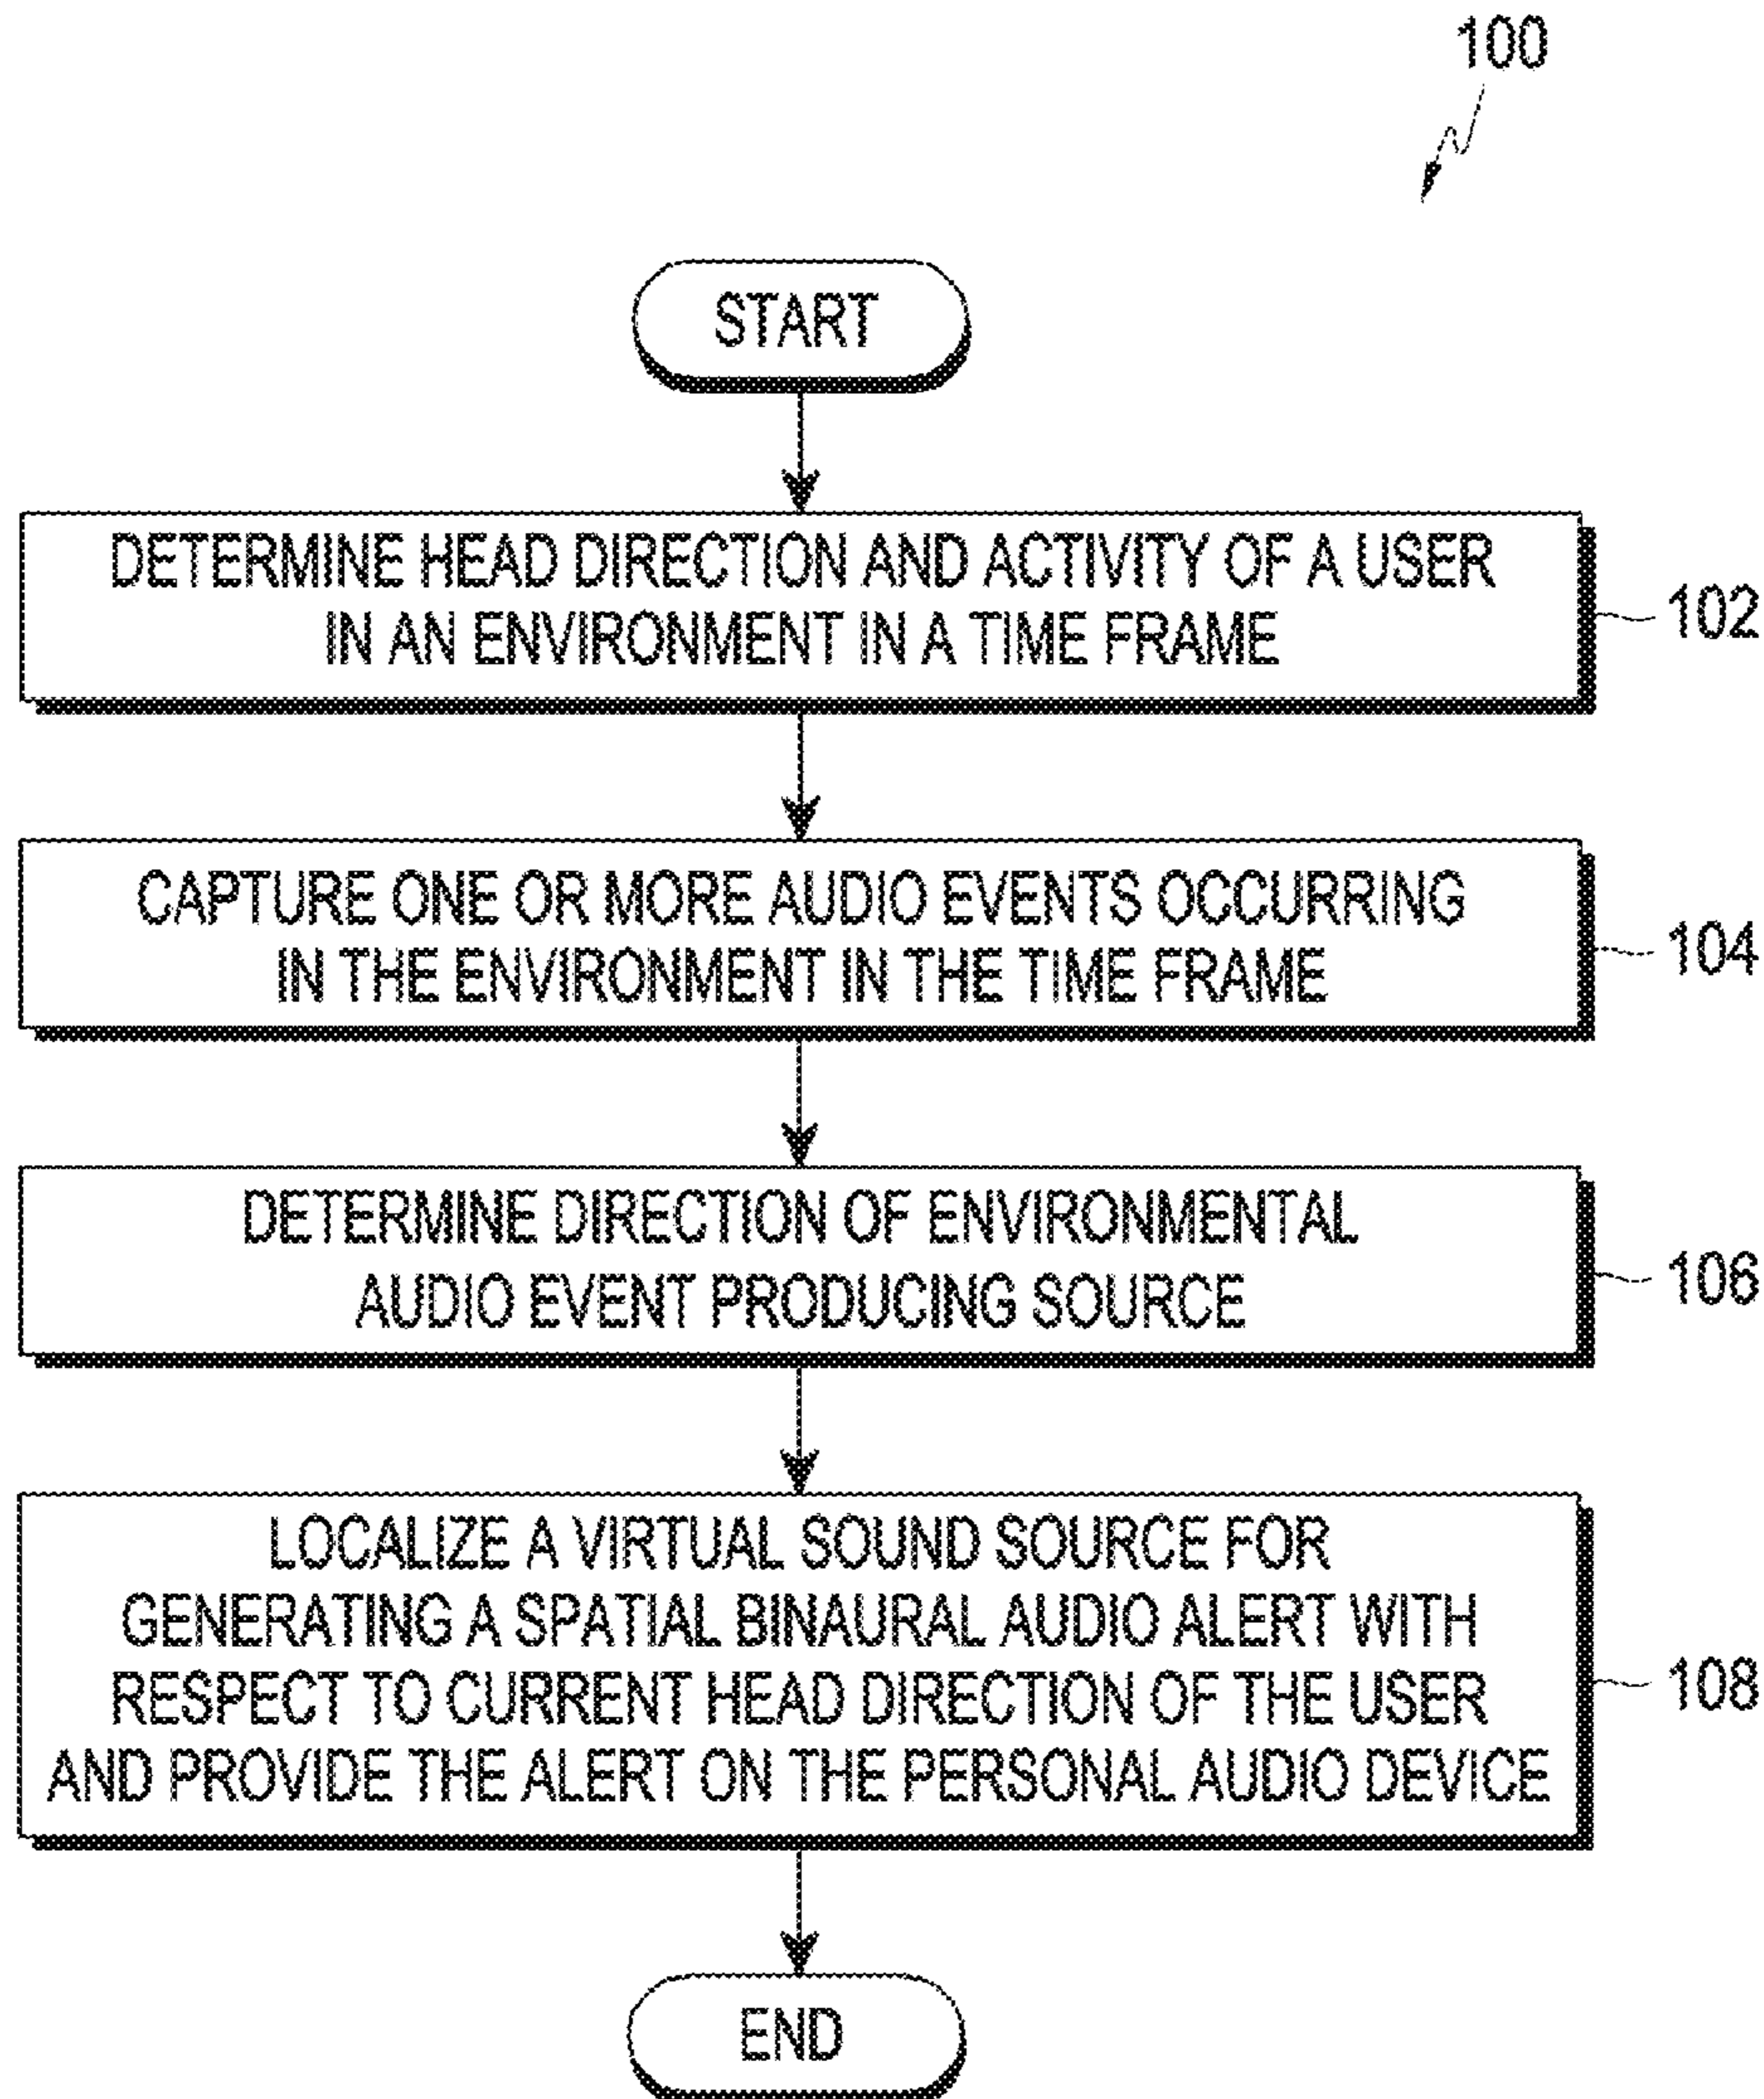 100
START
DETERMINE HEAD DIRECTION AND ACTIVITY OF A USER
IN AN ENVIRONMENT IN A TIME FRAME
102
CAPTURE ONE OR MORE AUDIO EVENTS OCCURRING
IN THE ENVIRONMENT IN THE TIME FRAME
104
DETERMINE DIRECTION OF ENVIRONMENTAL
AUDIO EVENT PRODUCING SOURCE
106
LOCALIZE A VIRTUAL SOUND SOURCE FOR
GENERATING A SPATIAL BINAURAL AUDIO ALERT WITH
RESPECT TO CURRENT HEAD DIRECTION OF THE USER
AND PROVIDE THE ALERT ON THE PERSONAL AUDIO DEVICE
108
END